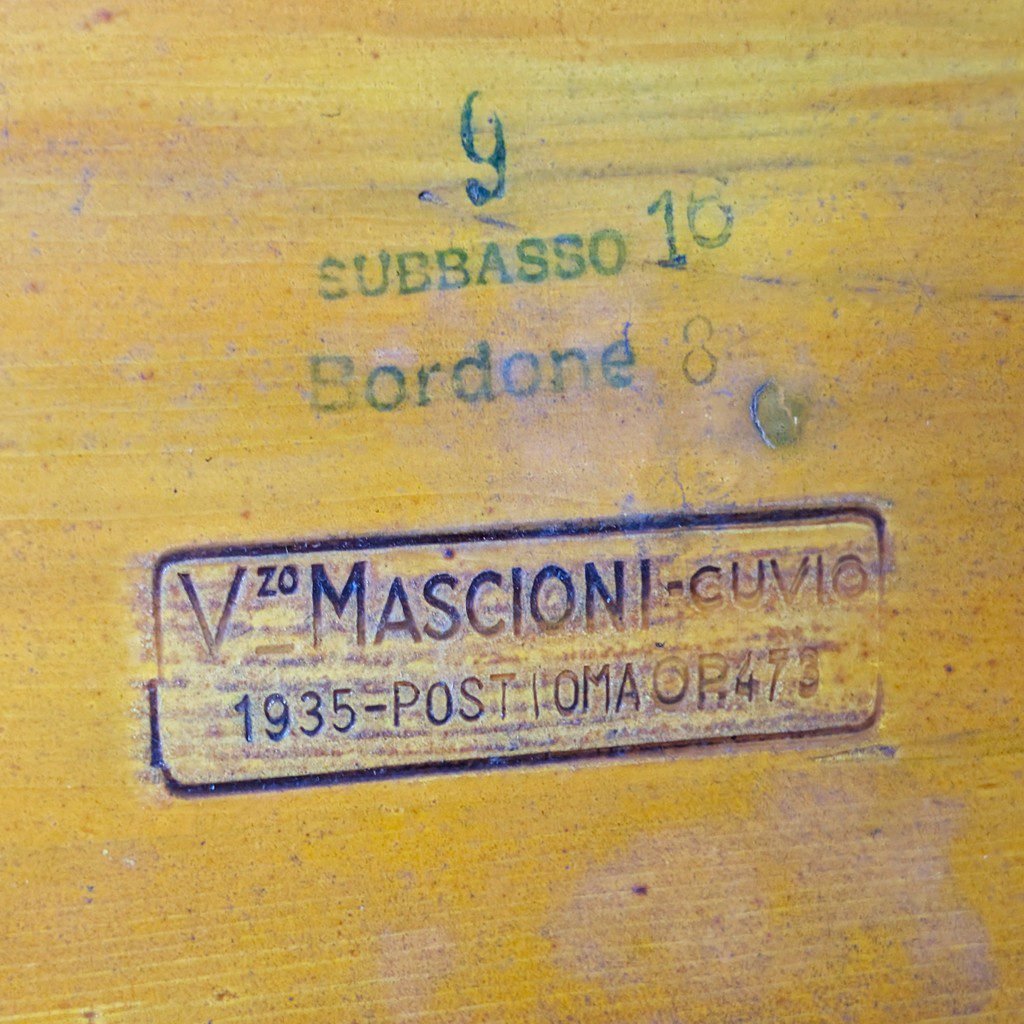 9
SUBBASSO 16
Bordone 8
Vzo MASCIONI-CUVIO
1935-POSTIOMA OP.473